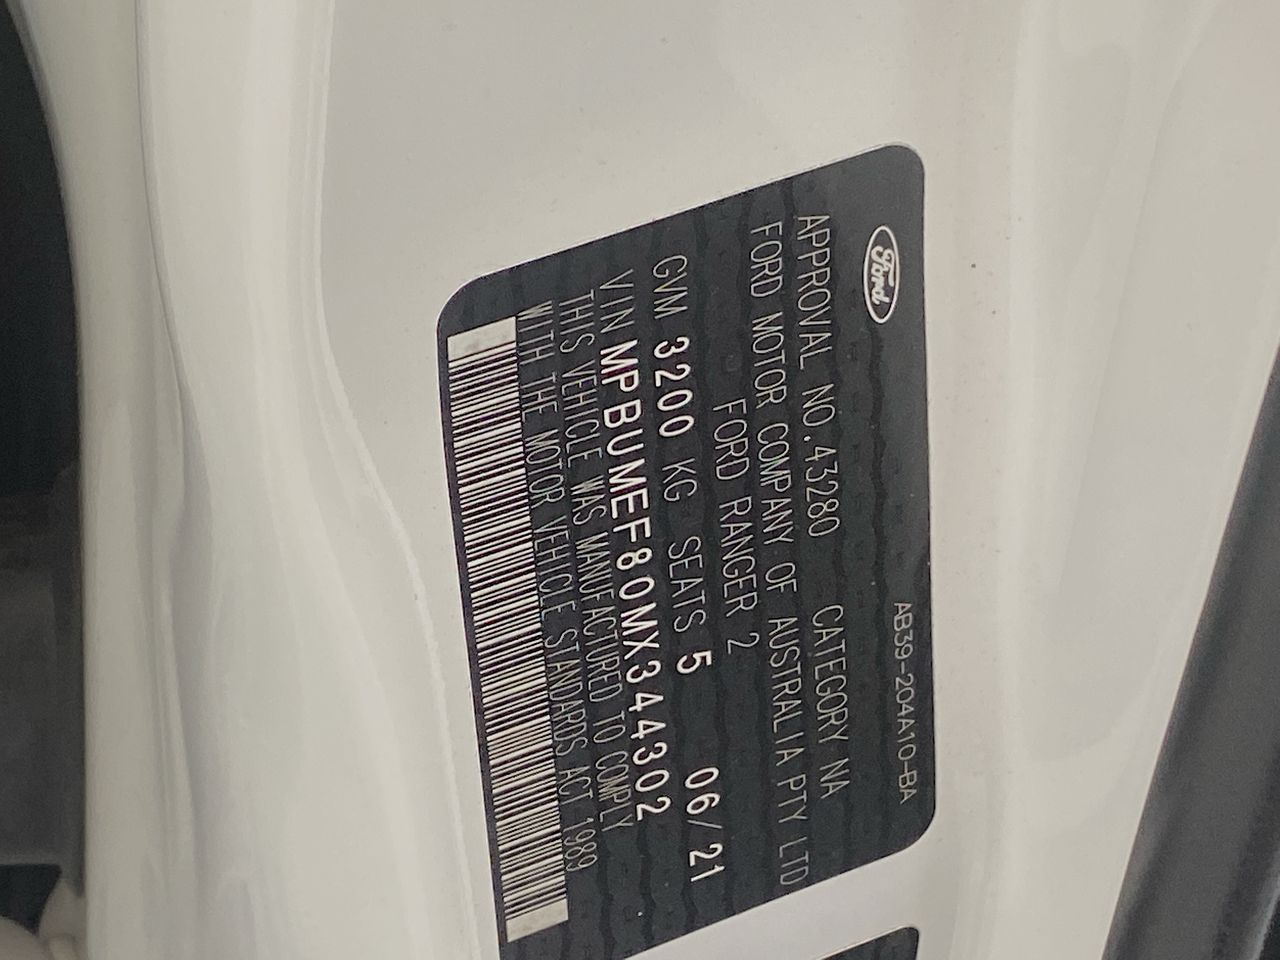 Ford
AB39-204A10-BA
APPROVAL NO.43280 CATEGORY NA
FORD MOTOR COMPANY OF AUSTRALIA PTY LTD
FORD RANGER 2
GVM 3200 KG SEATS 5 06/21
VIN MPBUMEF80MX344302
THIS VEHICLE WAS MANUFACTURED TO COMPLY
WITH THE MOTOR VEHICLE STANDARDS ACT 1989